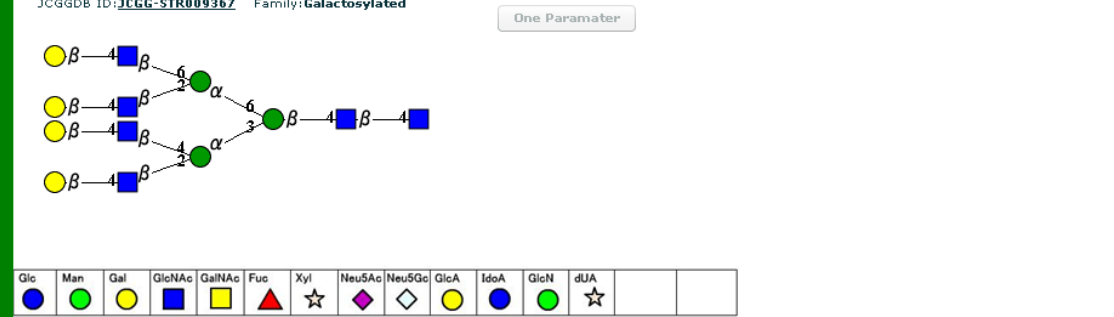 JCGGDB ID:JCGG-STR009367 Family:Galactosylated
One Paramater
β 4 β
6
2
α
β 4 β
6
β 4 β 4
β 4 β
3
4
2
α
β 4 β
Glc Man Gal GlcNAc GalNAc Fuc Xyl Neu5Ac Neu5Gc GlcA IdoA GlcN dUA